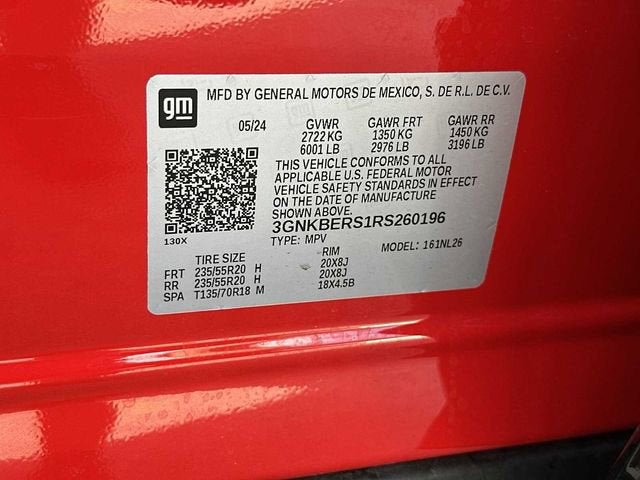 gm
MFD BY GENERAL MOTORS DE MEXICO, S. DE R.L. DE C.V.
05/24 GVWR GAWR FRT GAWR RR
2722 KG 1350 KG 1450 KG
6001 LB 2976 LB 3196 LB
THIS VEHICLE CONFORMS TO ALL
APPLICABLE U.S. FEDERAL MOTOR
VEHICLE SAFETY STANDARDS IN EFFECT
ON THE DATE OF MANUFACTURE
SHOWN ABOVE.
3GNKBERS1RS260196
130X
TYPE: MPV MODEL: 161NL26
TIRE SIZE RIM
FRT 235/55R20 H 20X8J
RR 235/55R20 H 20X8J
SPA T135/70R18 M 18X4.5B